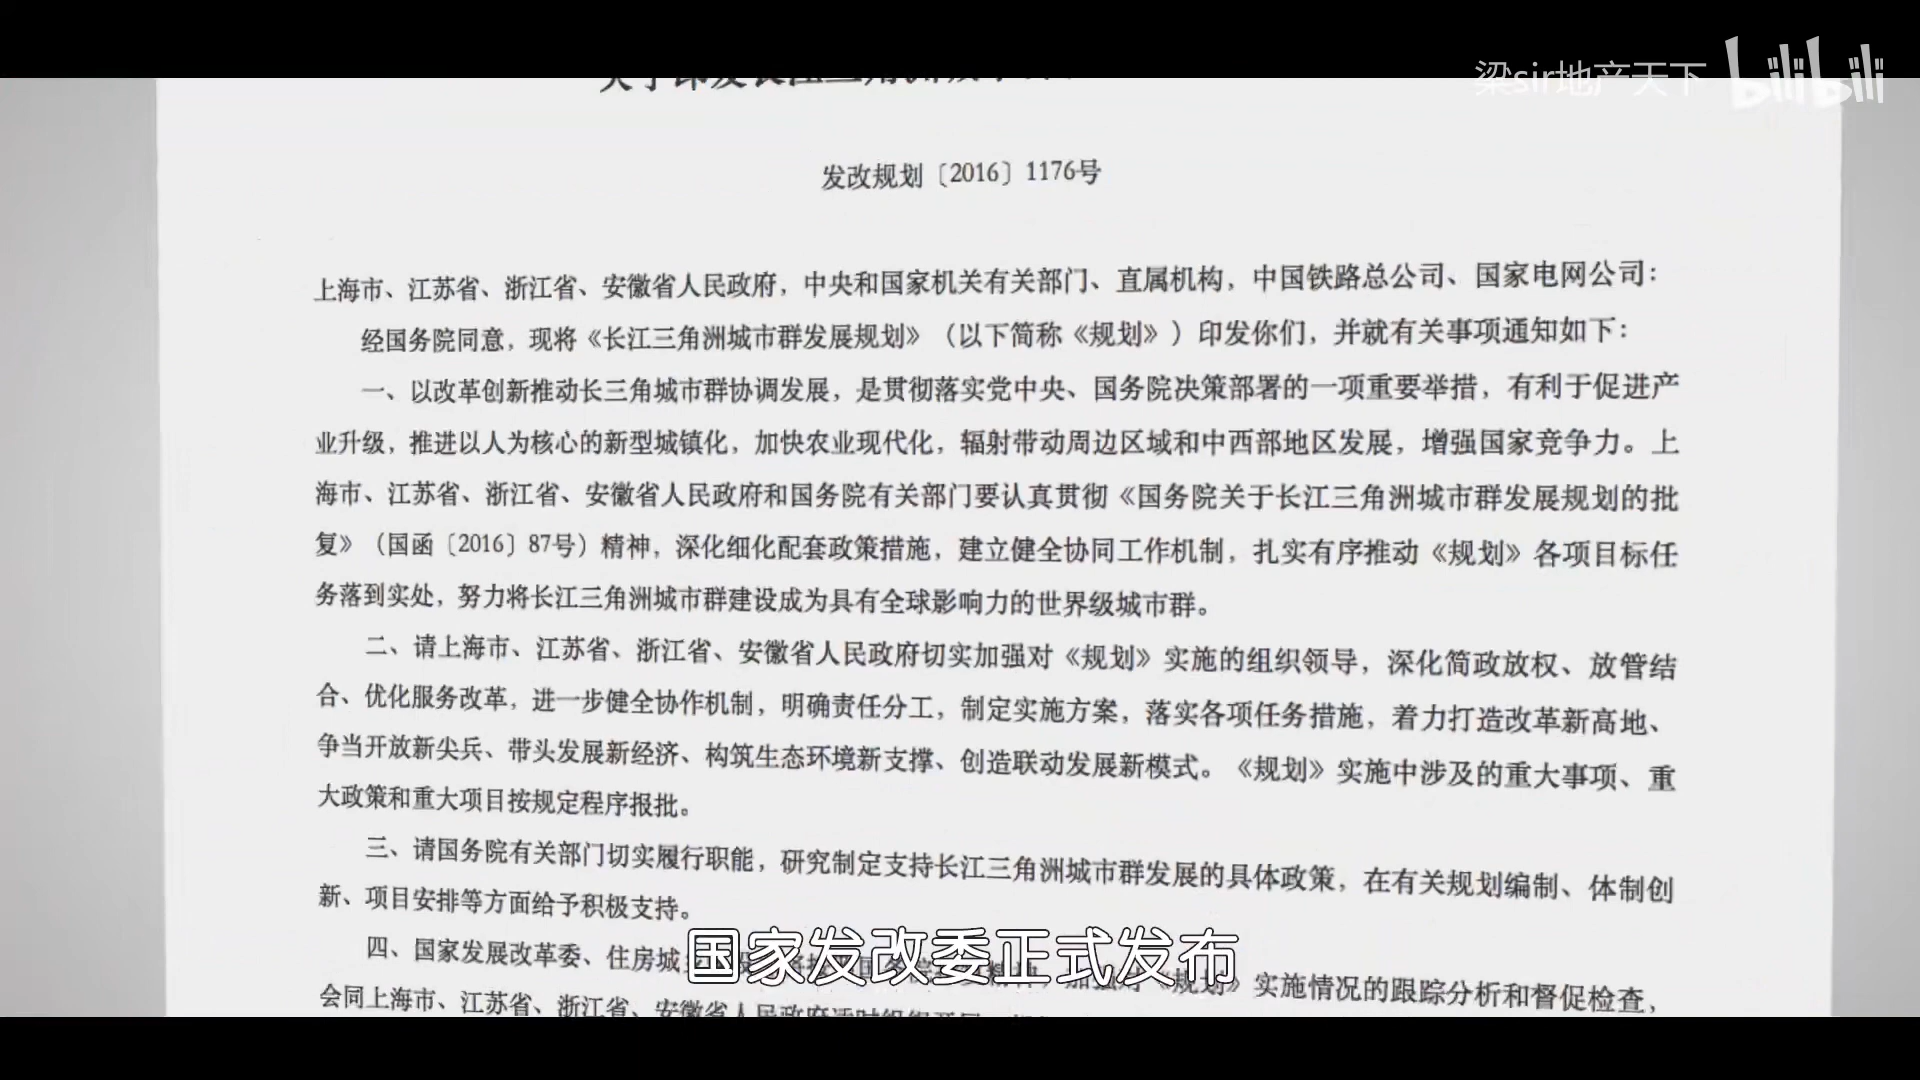 梁sir地产天下 bilibili
发改规划〔2016〕1176号
上海市、江苏省、浙江省、安徽省人民政府，中央和国家机关有关部门、直属机构，中国铁路总公司、国家电网公司：
经国务院同意，现将《长江三角洲城市群发展规划》（以下简称《规划》）印发你们，并就有关事项通知如下：
一、以改革创新推动长三角城市群协调发展，是贯彻落实党中央、国务院决策部署的一项重要举措，有利于促进产
业升级，推进以人为核心的新型城镇化，加快农业现代化，辐射带动周边区域和中西部地区发展，增强国家竞争力。上
海市、江苏省、浙江省、安徽省人民政府和国务院有关部门要认真贯彻《国务院关于长江三角洲城市群发展规划的批
复》（国函〔2016〕87号）精神，深化细化配套政策措施，建立健全协同工作机制，扎实有序推动《规划》各项目标任
务落到实处，努力将长江三角洲城市群建设成为具有全球影响力的世界级城市群。
二、请上海市、江苏省、浙江省、安徽省人民政府切实加强对《规划》实施的组织领导，深化简政放权、放管结
合、优化服务改革，进一步健全协作机制，明确责任分工，制定实施方案，落实各项任务措施，着力打造改革新高地、
争当开放新尖兵、带头发展新经济、构筑生态环境新支撑、创造联动发展新模式。《规划》实施中涉及的重大事项、重
大政策和重大项目按规定程序报批。
三、请国务院有关部门切实履行职能，研究制定支持长江三角洲城市群发展的具体政策，在有关规划编制、体制创
新、项目安排等方面给予积极支持。
四、国家发展改革委、住房城 《规划》实施情况的跟踪分析和督促检查，
国家发改委正式发布
会同上海市、江苏省、浙江省、安徽省人民政府适时组织开展